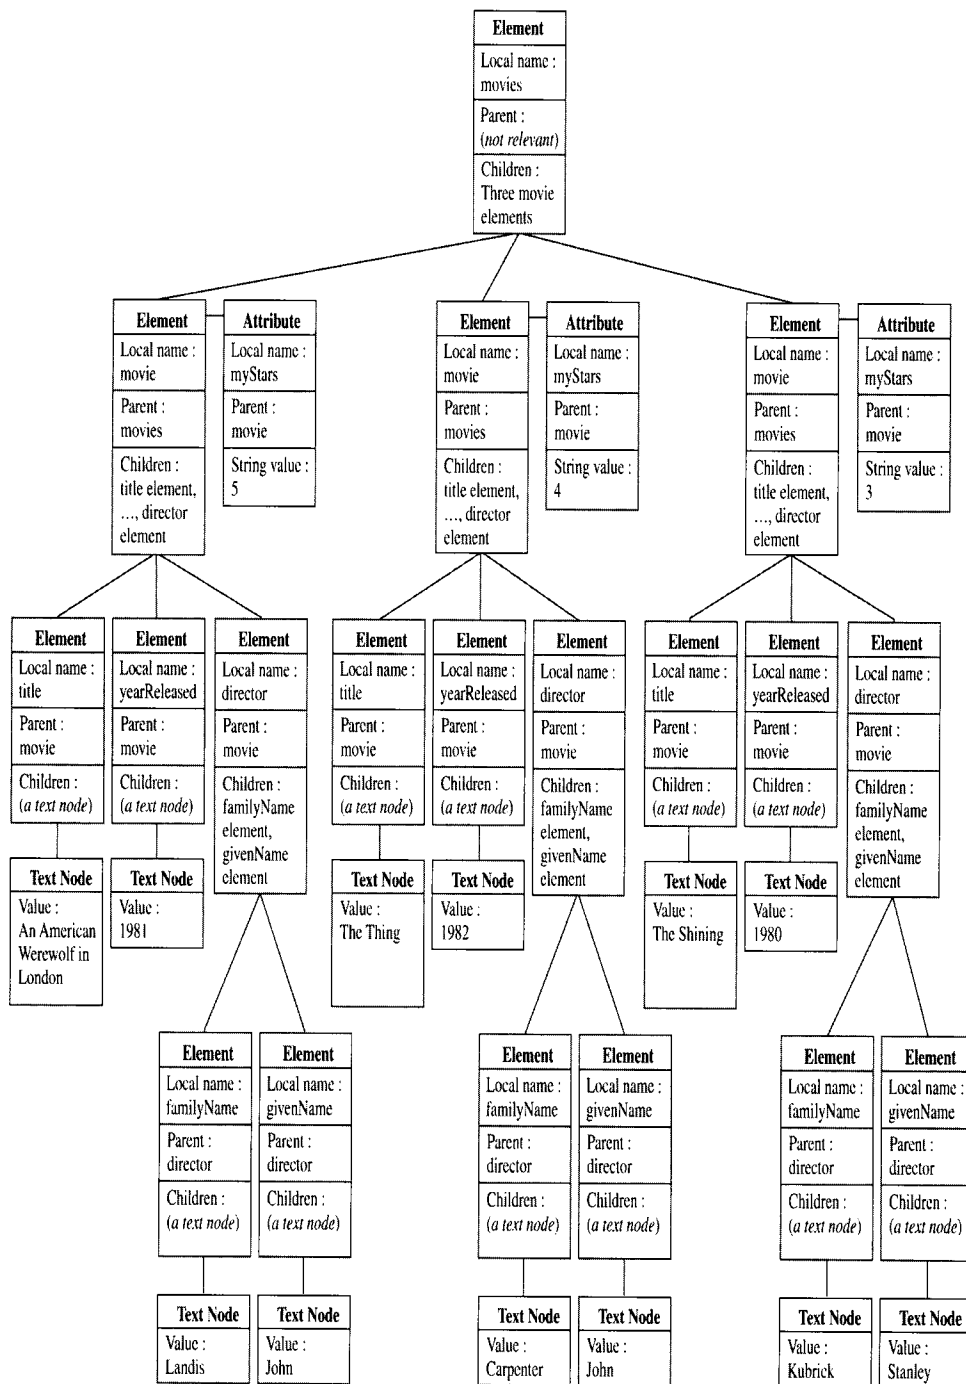 Element
Local name :
movies
Parent :
(not relevant)
Children :
Three movie
elements
Element
Local name :
movie
Parent :
movies
Children :
title element,
..., director
element
Attribute
Local name :
myStars
Parent :
movie
String value :
5
Element
Local name :
movie
Parent :
movies
Children :
title element,
..., director
element
Attribute
Local name :
myStars
Parent :
movie
String value :
4
Element
Local name :
movie
Parent :
movies
Children :
title element,
..., director
element
Attribute
Local name :
myStars
Parent :
movie
String value :
3
Element
Local name :
title
Parent :
movie
Children :
(a text node)
Element
Local name :
yearReleased
Parent :
movie
Children :
(a text node)
Element
Local name :
director
Parent :
movie
Children :
familyName
element,
givenName
element
Element
Local name :
title
Parent :
movie
Children :
(a text node)
Element
Local name :
yearReleased
Parent :
movie
Children :
(a text node)
Element
Local name :
director
Parent :
movie
Children :
familyName
element,
givenName
element
Element
Local name :
title
Parent :
movie
Children :
(a text node)
Element
Local name :
yearReleased
Parent :
movie
Children :
(a text node)
Element
Local name :
director
Parent :
movie
Children :
familyName
element,
givenName
element
Text Node
Value :
An American
Werewolf in
London
Text Node
Value :
1981
Text Node
Value :
The Thing
Text Node
Value :
1982
Text Node
Value :
The Shining
Text Node
Value :
1980
Element
Local name :
familyName
Parent :
director
Children :
(a text node)
Element
Local name :
givenName
Parent :
director
Children :
(a text node)
Element
Local name :
familyName
Parent :
director
Children :
(a text node)
Element
Local name :
givenName
Parent :
director
Children :
(a text node)
Element
Local name :
familyName
Parent :
director
Children :
(a text node)
Element
Local name :
givenName
Parent :
director
Children :
(a text node)
Text Node
Value :
Landis
Text Node
Value :
John
Text Node
Value :
Carpenter
Text Node
Value :
John
Text Node
Value :
Kubrick
Text Node
Value :
Stanley